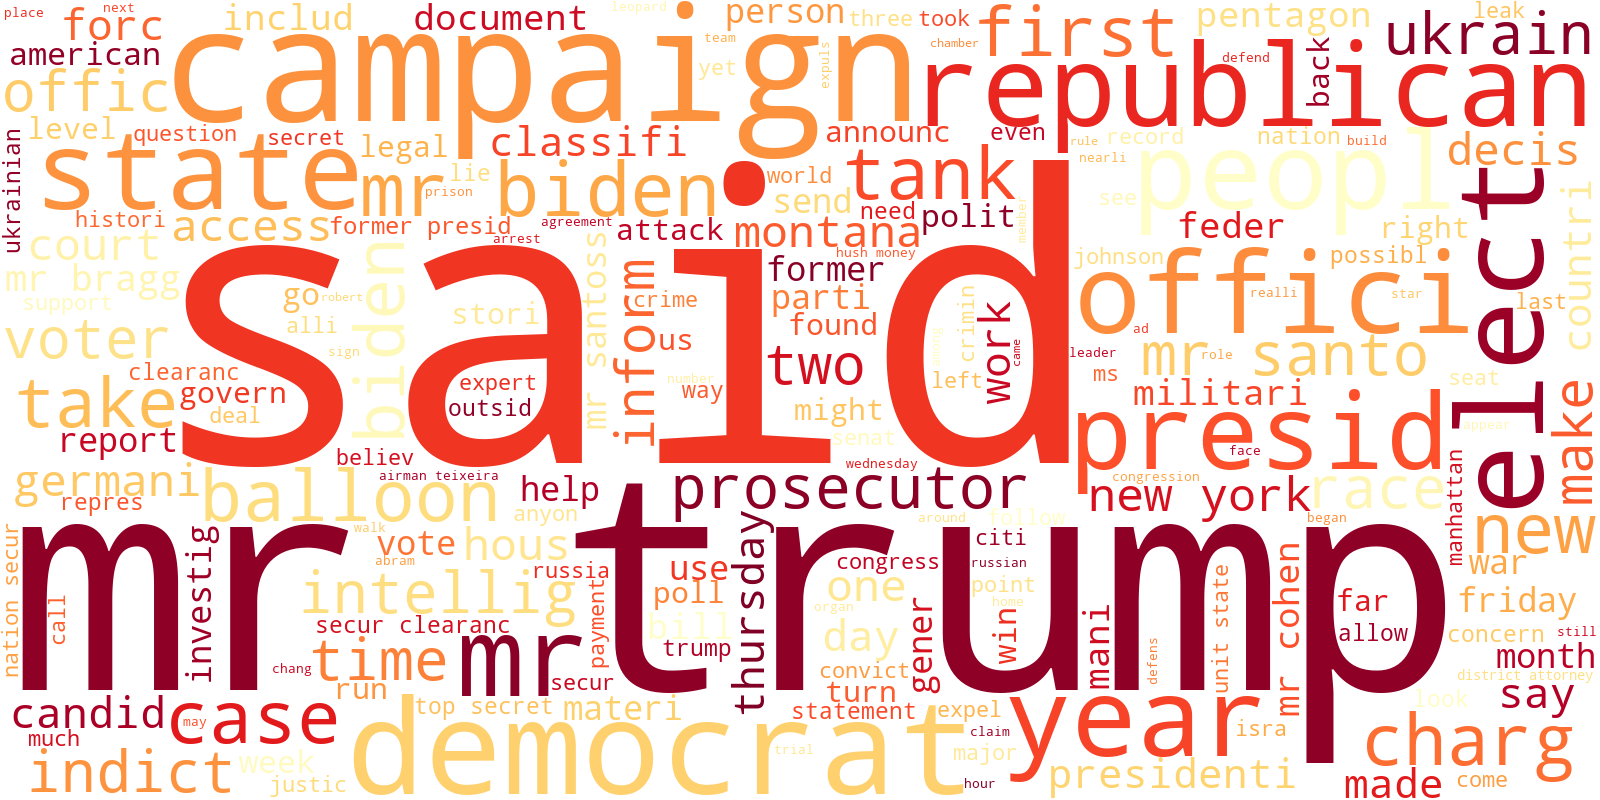 place
next
forc
includ
document
leopard
person
three
took
first
pentagon
leak
american
campaign
team
yet
expuls
chamber
republican
defend
back
ukrain
offic
level
question
secret
legal
classifi
announc
even
rule
record
nation
build
decis
ukrainian
state
mr biden
lie
prison
world
tank
nearli
peopl
send
see
histori
access
former presid
agreement
arrest
attack
need
polit
member
feder
right
countri
elect
court
montana
hush money
mr bragg
biden
mr santoss
former
johnson
possibl
support
go
robert
said
inform
crime
parti
crimin
offici
realli
star
last
voter
alli
stori
us
found
work
came
ad
sign
two
leader
mr santo
role
clearanc
expert
number
way
left
ms
seat
take
govern
deal
outsid
might
militari
make
report
believ
senat
presid
appear
germani
airman teixeira
wednesday
face
congression
manhattan
repres
balloon
help
prosecutor
new york
race
anyon
around
follow
began
new
nation secur
investig
walk
vote
hous
thursday
citi
mr trump
abram
russia
use
congress
russian
war
call
intellig
payment
poll
one
point
home
unit state
mr cohen
far
friday
organ
gener
win
mani
allow
concern
still
secur clearanc
bill
day
defens
chang
time
mr
trump
month
secur
convict
district attorney
run
turn
say
candid
case
may
top secret
materi
statement
expel
year
look
much
democrat
claim
isra
charg
indict
week
trial
major
justic
hour
presidenti
made
come